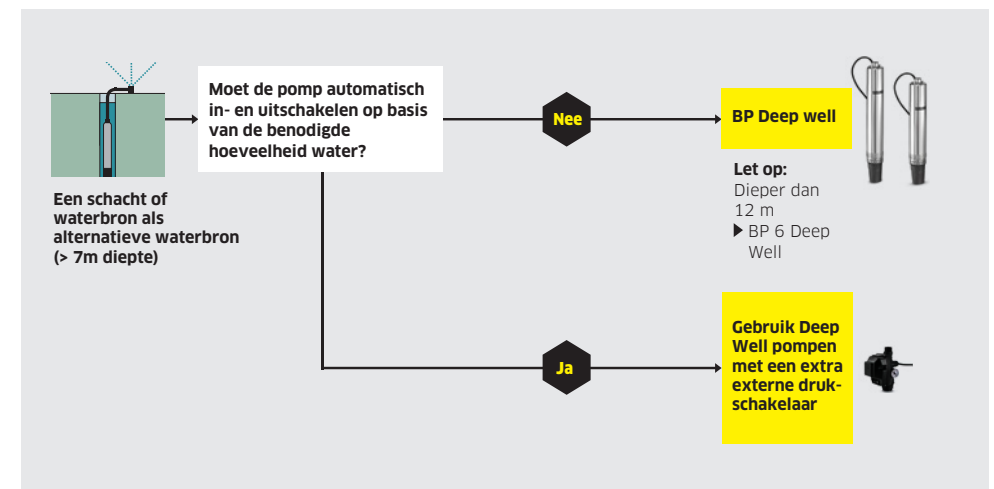 Een schacht of
waterbron als
alternatieve waterbron
(> 7m diepte)
Moet de pomp automatisch
in- en uitschakelen op basis
van de benodigde
hoeveelheid water?
Nee
BP Deep well
Let op:
Dieper dan
12 m
▶ BP 6 Deep
Well
Ja
Gebruik Deep
Well pompen
met een extra
externe druk-
schakelaar